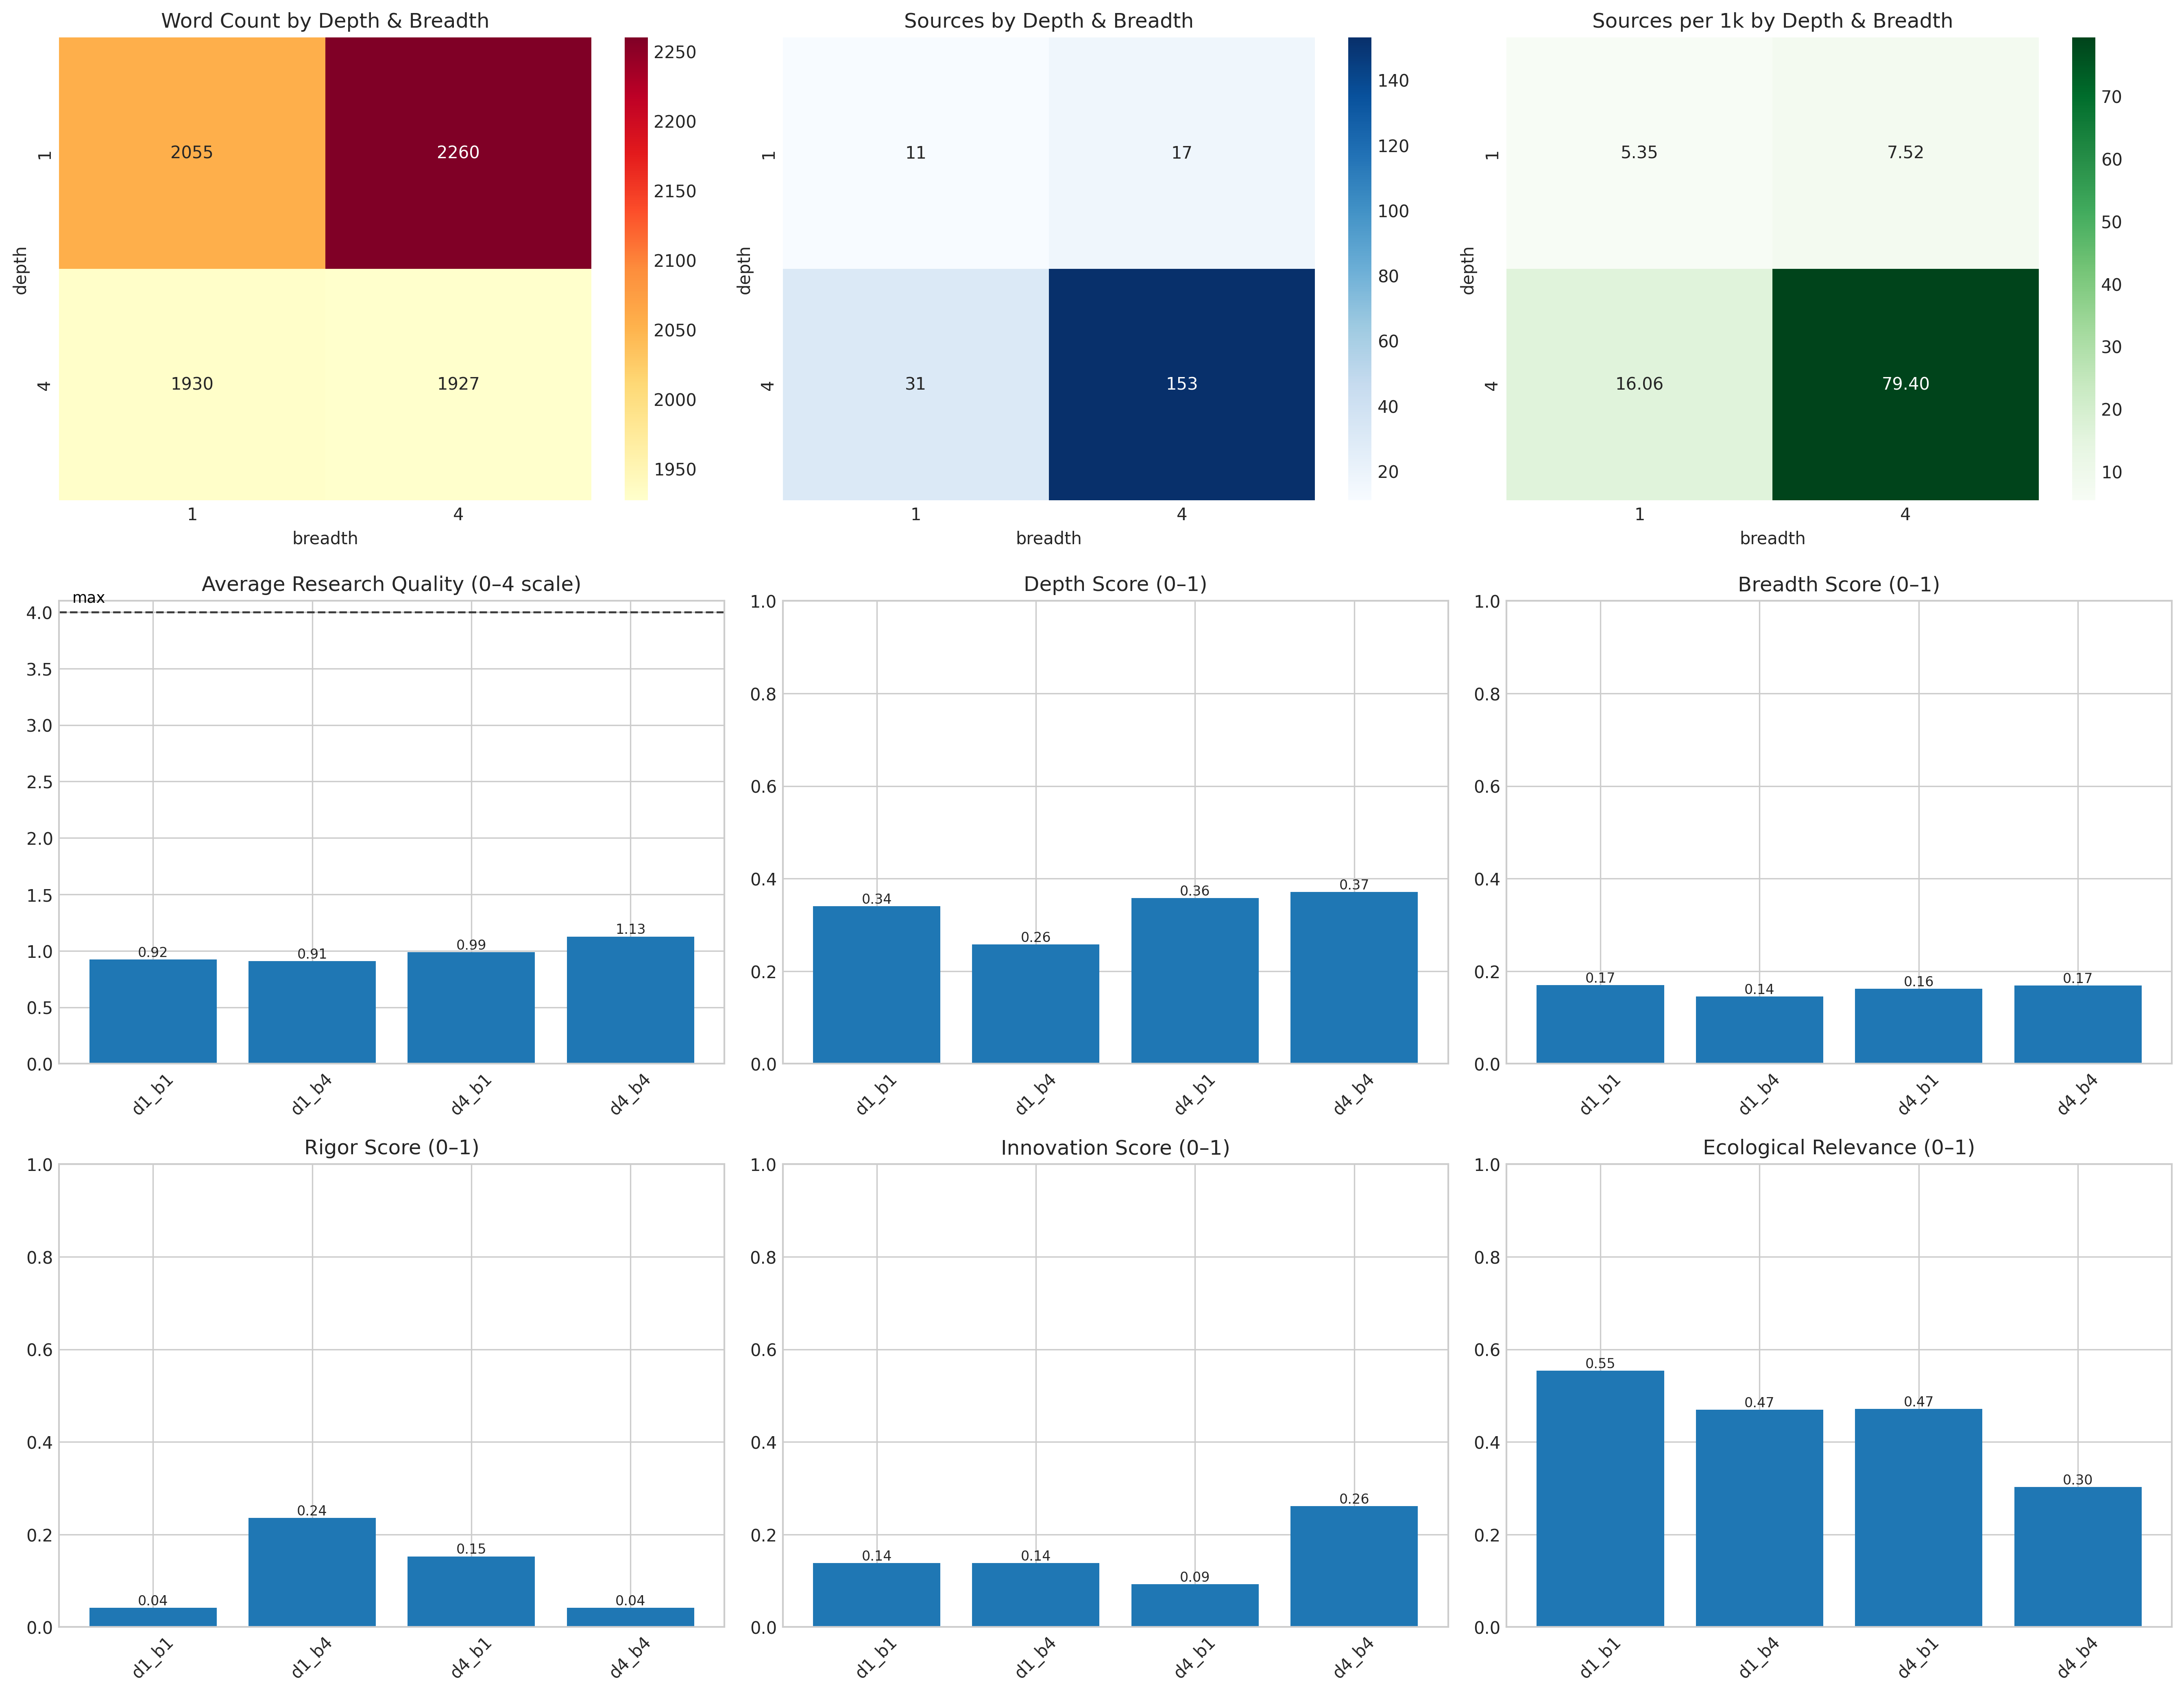 Word Count by Depth & Breadth
2055
2260
1930
1927
1
4
depth
1
4
breadth
2250
2200
2150
2100
2050
2000
1950
Sources by Depth & Breadth
11
17
31
153
1
4
depth
1
4
breadth
140
120
100
80
60
40
20
Sources per 1k by Depth & Breadth
5.35
7.52
16.06
79.40
1
4
depth
1
4
breadth
70
60
50
40
30
20
10
Average Research Quality (0–4 scale)
max
4.0
3.5
3.0
2.5
2.0
1.5
1.0
0.5
0.0
0.92
0.91
0.99
1.13
d1_b1
d1_b4
d4_b1
d4_b4
Depth Score (0–1)
1.0
0.8
0.6
0.4
0.2
0.0
0.34
0.26
0.36
0.37
d1_b1
d1_b4
d4_b1
d4_b4
Breadth Score (0–1)
1.0
0.8
0.6
0.4
0.2
0.0
0.17
0.14
0.16
0.17
d1_b1
d1_b4
d4_b1
d4_b4
Rigor Score (0–1)
1.0
0.8
0.6
0.4
0.2
0.0
0.04
0.24
0.15
0.04
d1_b1
d1_b4
d4_b1
d4_b4
Innovation Score (0–1)
1.0
0.8
0.6
0.4
0.2
0.0
0.14
0.14
0.09
0.26
d1_b1
d1_b4
d4_b1
d4_b4
Ecological Relevance (0–1)
1.0
0.8
0.6
0.4
0.2
0.0
0.55
0.47
0.47
0.30
d1_b1
d1_b4
d4_b1
d4_b4